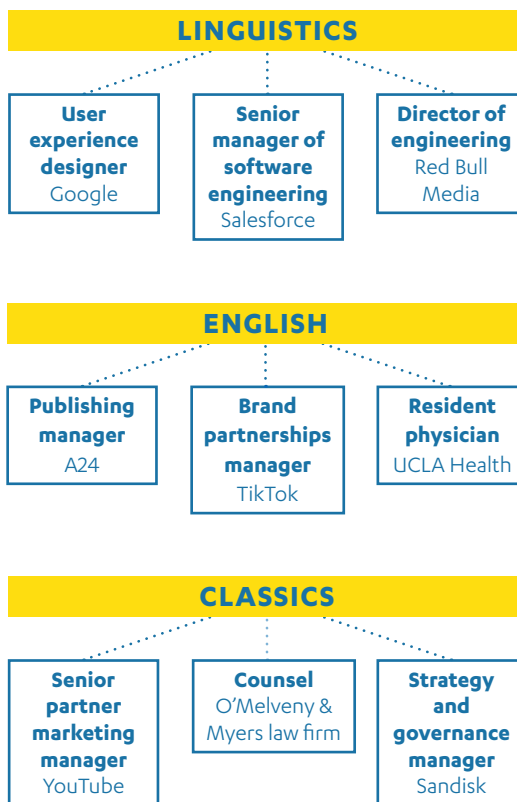 LINGUISTICS
User
experience
designer
Google
Senior
manager of
software
engineering
Salesforce
Director of
engineering
Red Bull
Media
ENGLISH
Publishing
manager
A24
Brand
partnerships
manager
TikTok
Resident
physician
UCLA Health
CLASSICS
Senior
partner
marketing
manager
YouTube
Counsel
O’Melveny &
Myers law firm
Strategy
and
governance
manager
Sandisk